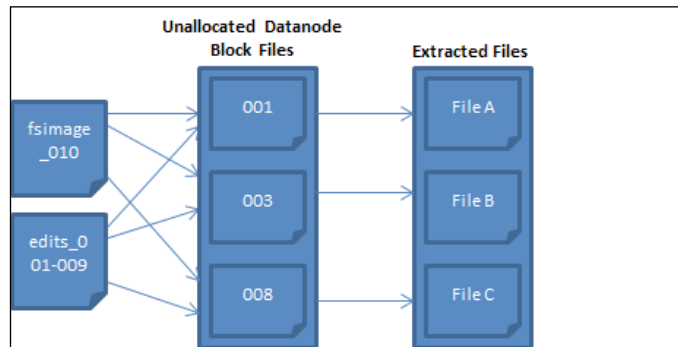 Unallocated Datanode
Block Files
Extracted Files
fsimage
_010
edits_0
01-009
001
003
008
File A
File B
File C